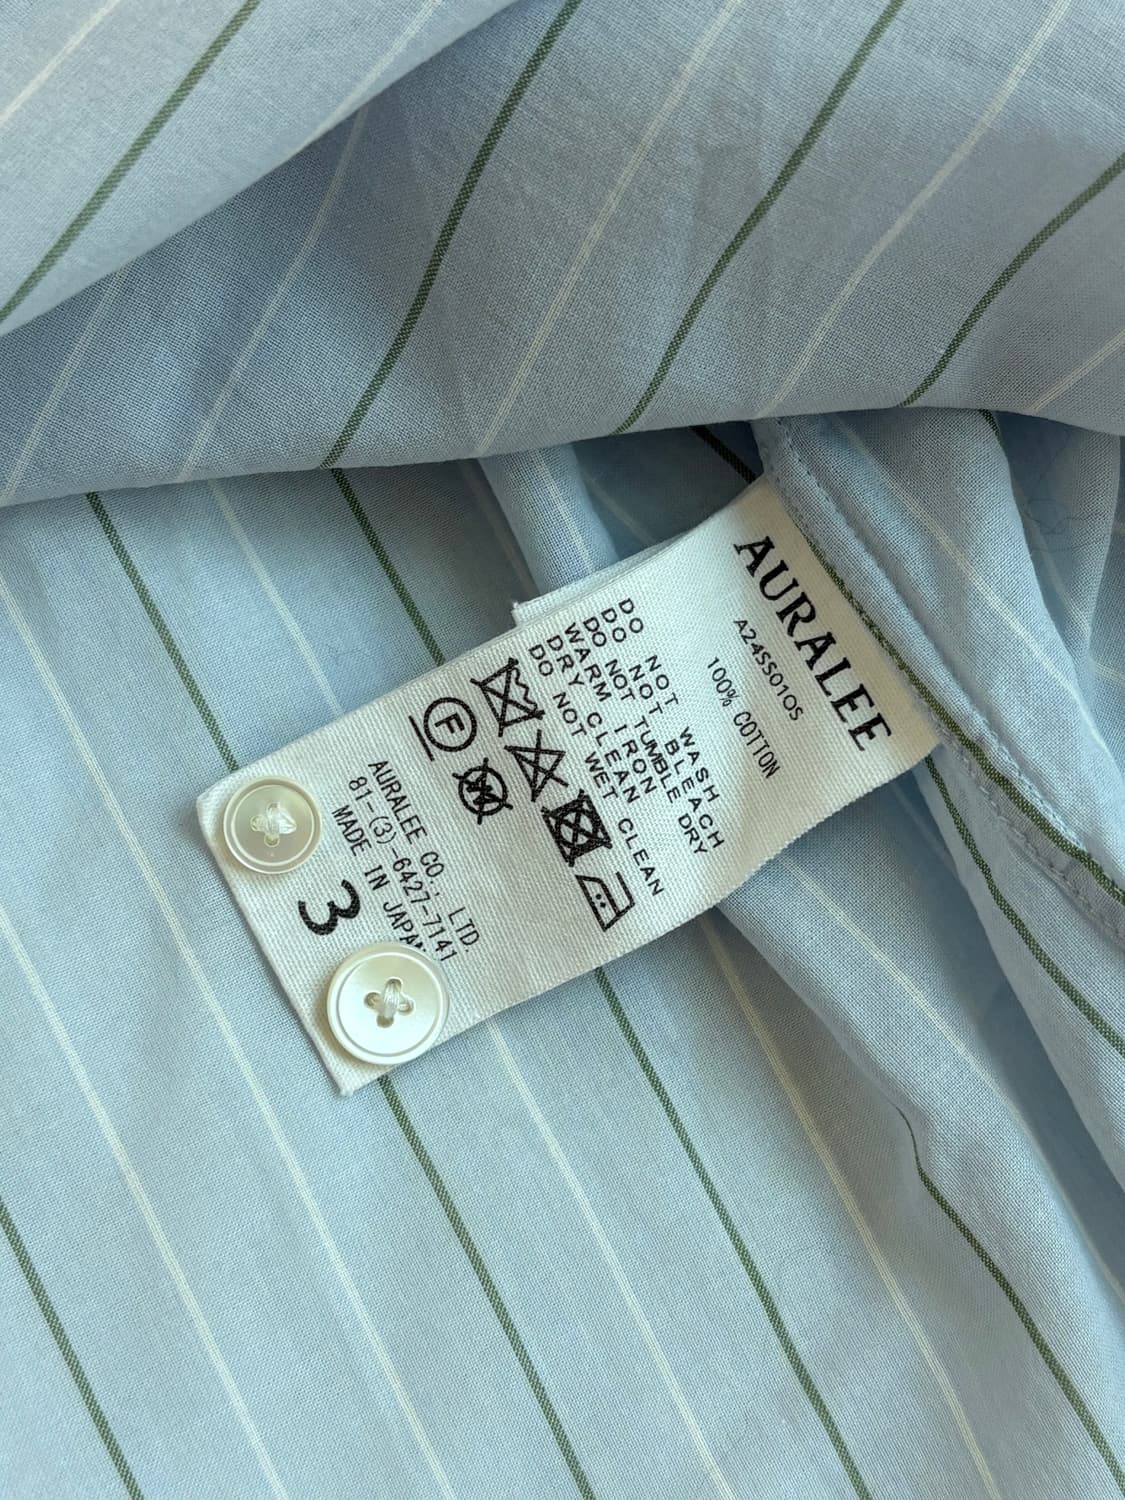 AURALEE
A24SS01OS
100% COTTON
DO NOT WASH
DO NOT BLEACH
DO NOT TUMBLE DRY
WARM IRON
DRY CLEAN
DO NOT WET CLEAN
F
W
AURALEE CO., LTD.
81-(3)-6427-7141
MADE IN JAPAN
3